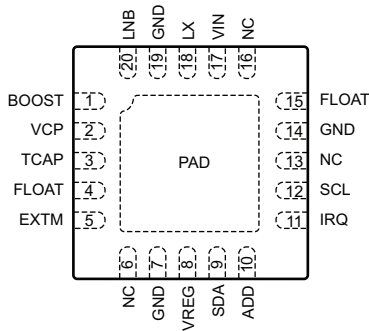 LNB
GND
LX
VIN
NC
20
19
18
17
16
BOOST 1
VCP 2
TCAP 3
FLOAT 4
EXTM 5
PAD
15 FLOAT
14 GND
13 NC
12 SCL
11 IRQ
6
7
8
9
10
NC
GND
VREG
SDA
ADD